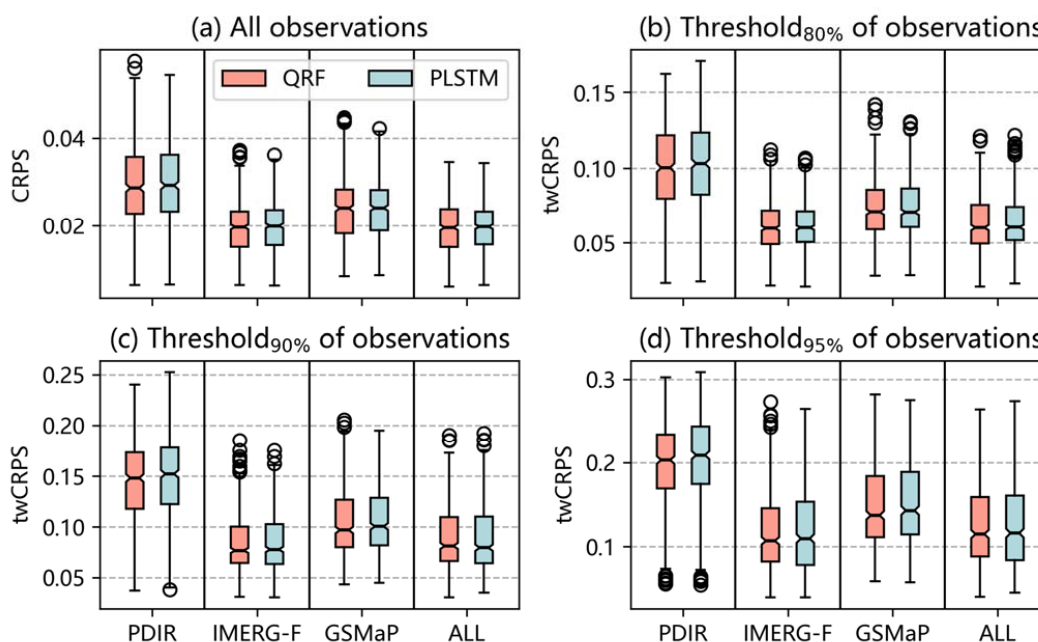 (a) All observations
(b) Threshold80% of observations
QRF PLSTM
CRPS
0.04
0.02
twCRPS
0.15
0.10
0.05
(c) Threshold90% of observations
(d) Threshold95% of observations
twCRPS
0.25
0.20
0.15
0.10
0.05
twCRPS
0.3
0.2
0.1
PDIR IMERG-F GSMaP ALL
PDIR IMERG-F GSMaP ALL